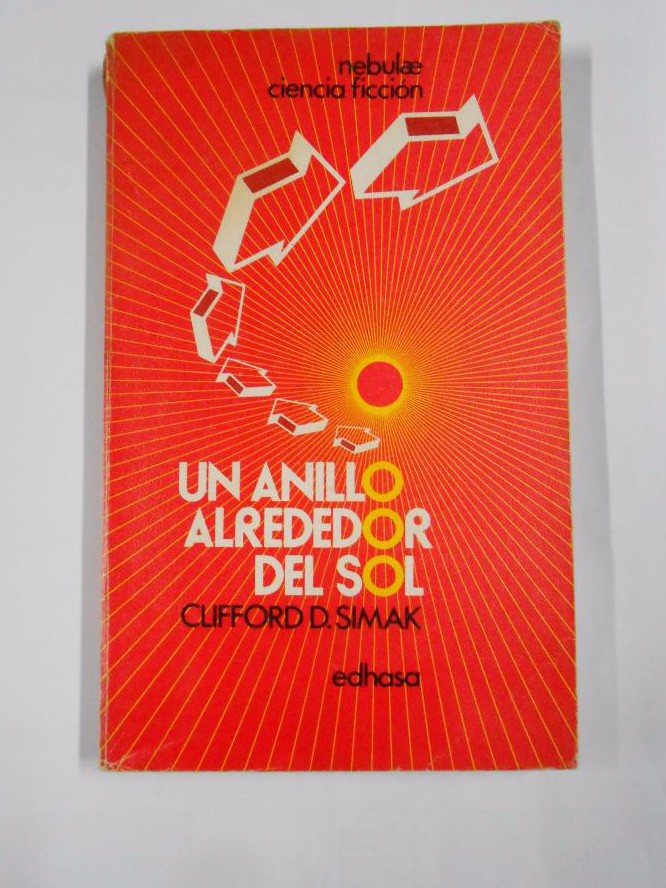 nebulæ
ciencia ficción
UN ANILLO
ALREDEDOR
DEL SOL
CLIFFORD D. SIMAK
edhasa